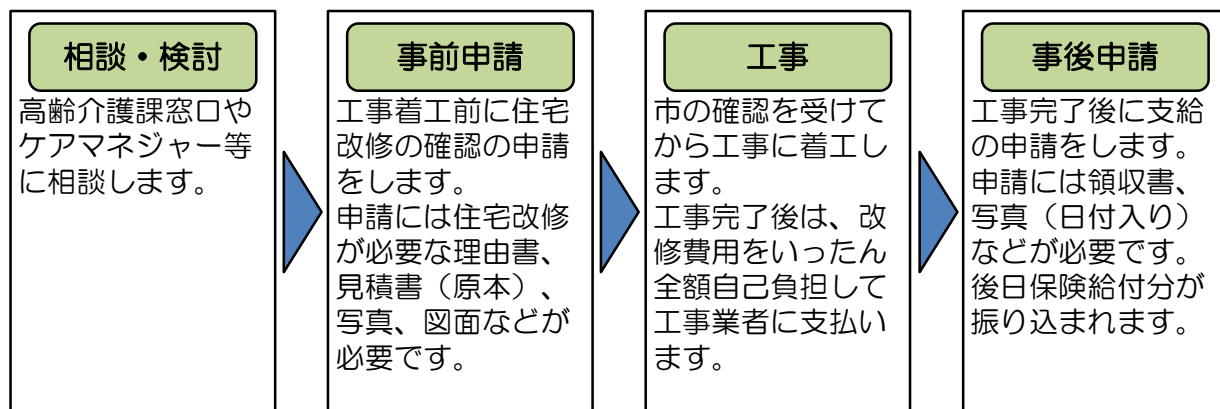 相談・検討
高齢介護課窓口や
ケアマネジャー等
に相談します。
事前申請
工事着工前に住宅
改修の確認の申請
をします。
申請には住宅改修
が必要な理由書、
見積書（原本）、
写真、図面などが
必要です。
工事
市の確認を受けて
から工事に着工し
ます。
工事完了後は、改
修費用をいったん
全額自己負担して
工事業者に支払い
ます。
事後申請
工事完了後に支給
の申請をします。
申請には領収書、
写真（日付入り）
などが必要です。
後日保険給付分が
振り込まれます。